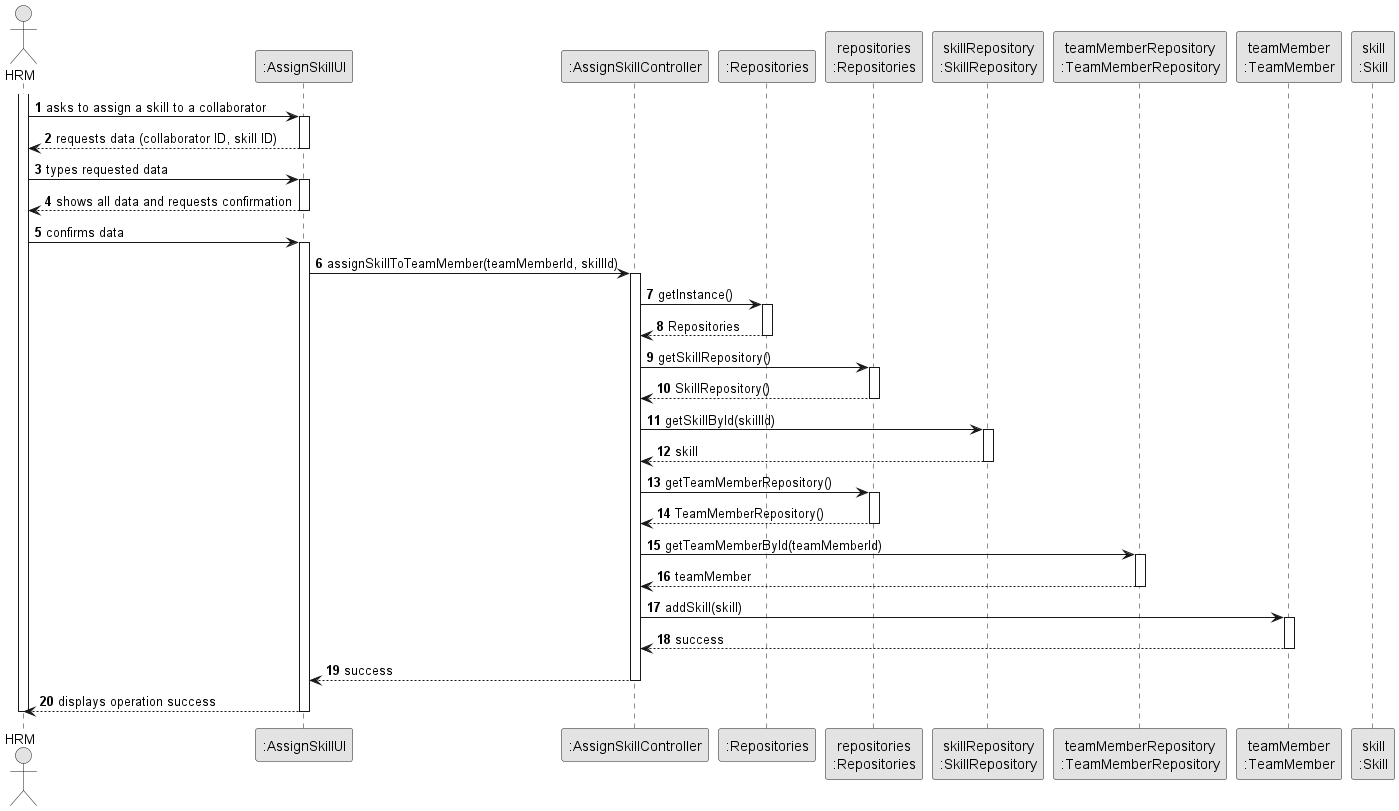 HRM
:AssignSkillUI
:AssignSkillController
:Repositories
repositories
:Repositories
skillRepository
:SkillRepository
teamMemberRepository
:TeamMemberRepository
teamMember
:TeamMember
skill
:Skill
1 asks to assign a skill to a collaborator
2 requests data (collaborator ID, skill ID)
3 types requested data
4 shows all data and requests confirmation
5 confirms data
6 assignSkillToTeamMember(teamMemberId, skillId)
7 getInstance()
8 Repositories
9 getSkillRepository()
10 SkillRepository()
11 getSkillById(skillId)
12 skill
13 getTeamMemberRepository()
14 TeamMemberRepository()
15 getTeamMemberById(teamMemberId)
16 teamMember
17 addSkill(skill)
18 success
19 success
20 displays operation success
HRM
:AssignSkillUI
:AssignSkillController
:Repositories
repositories
:Repositories
skillRepository
:SkillRepository
teamMemberRepository
:TeamMemberRepository
teamMember
:TeamMember
skill
:Skill